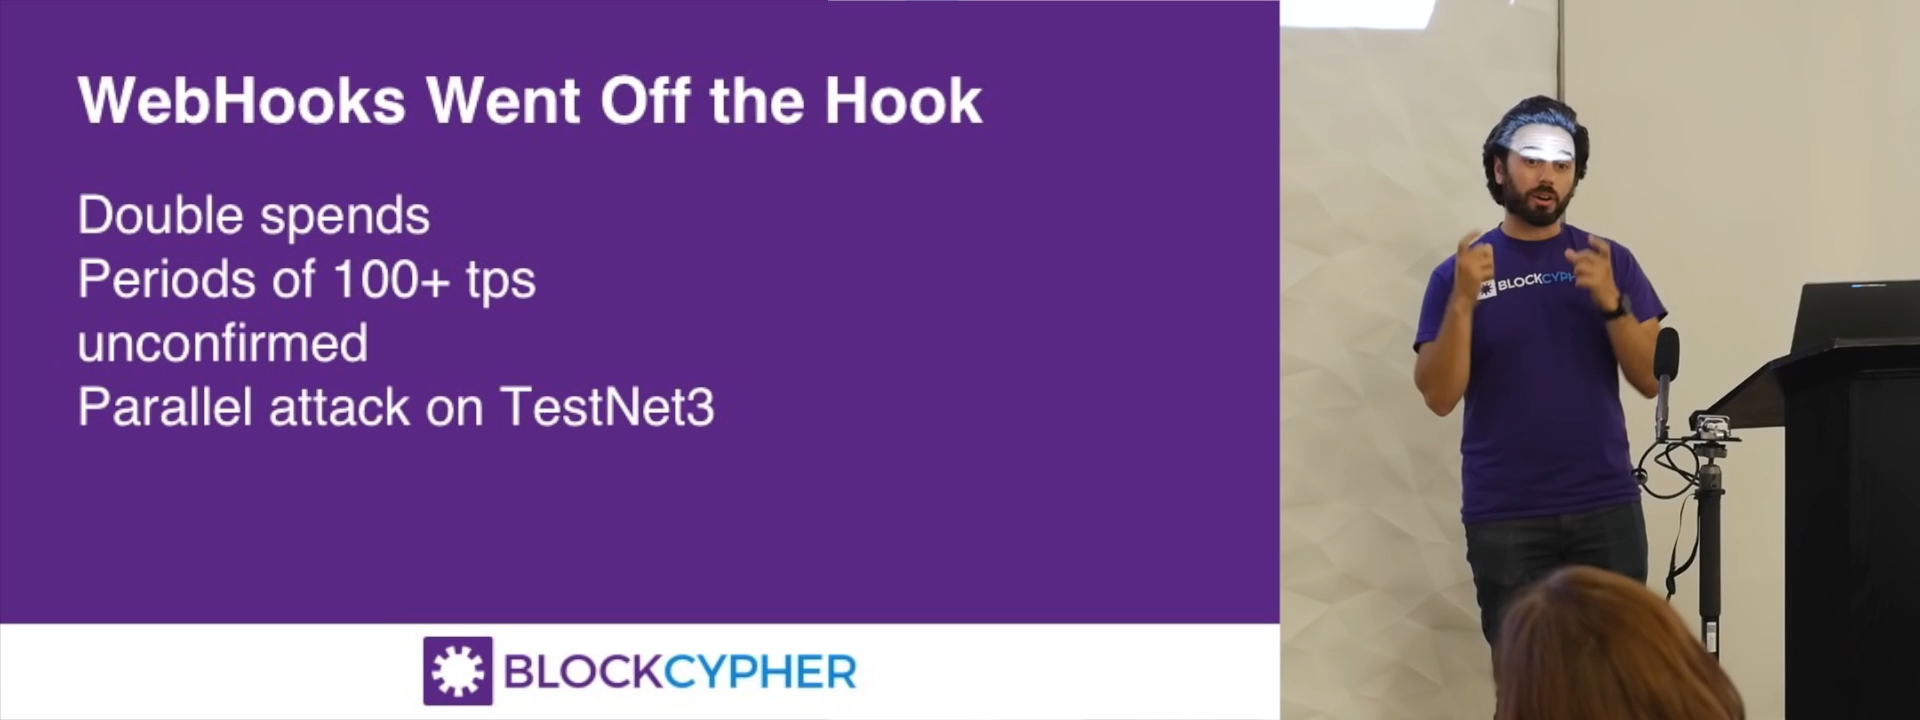 WebHooks Went Off the Hook
Double spends
Periods of 100+ tps
unconfirmed
Parallel attack on TestNet3
BLOCKCYPHER
BLOCKCYPH